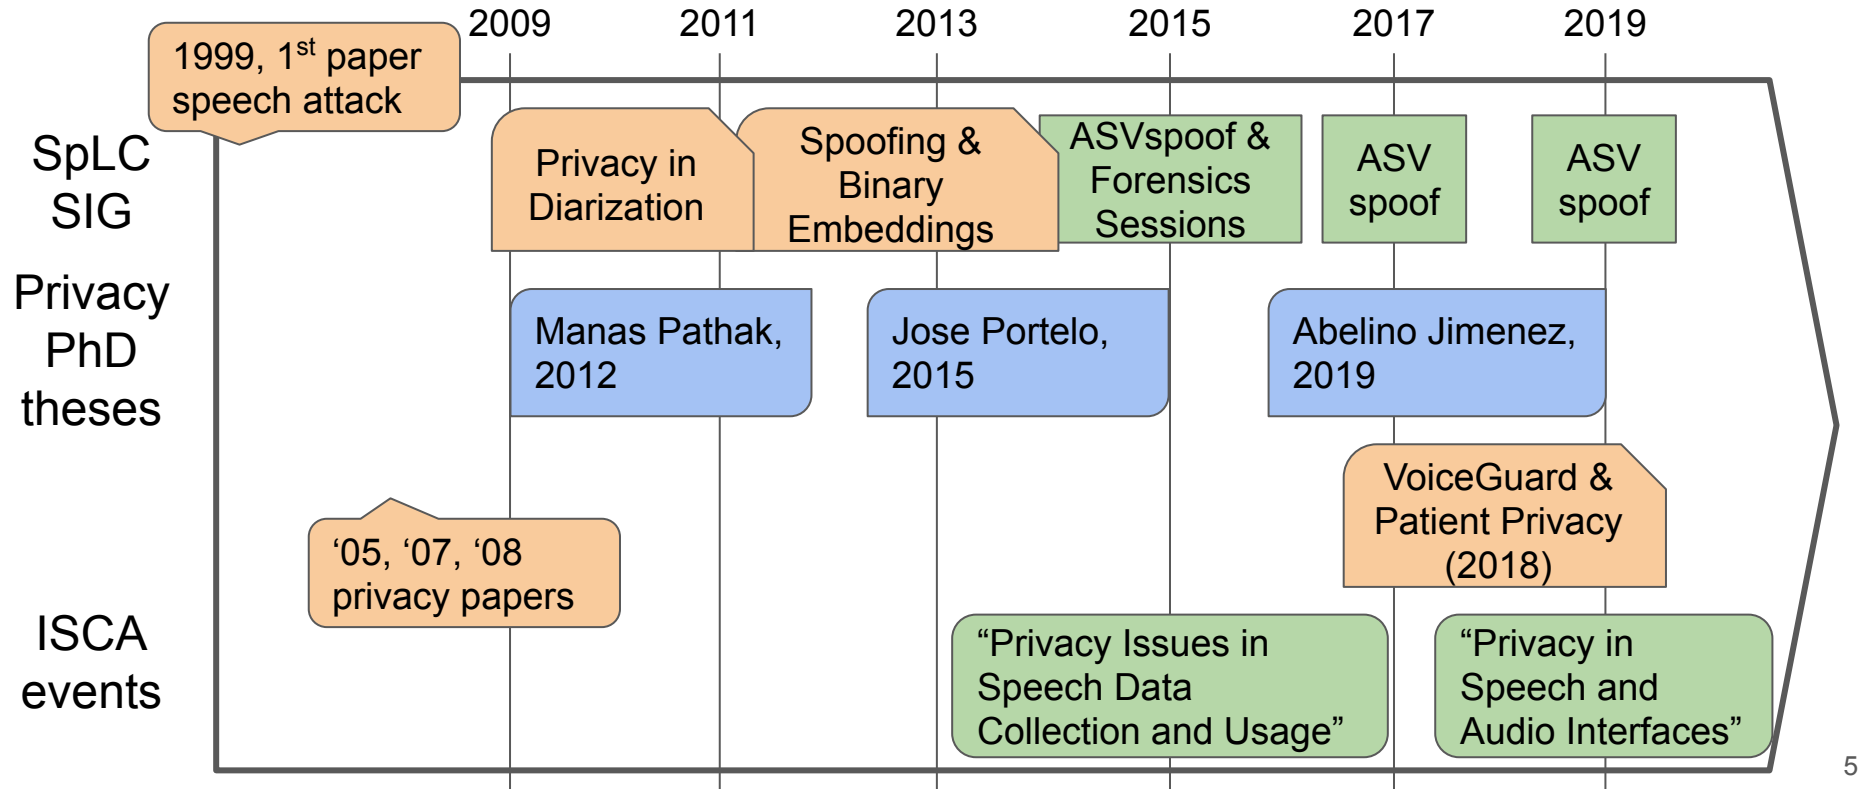 2009 2011 2013 2015 2017 2019
1999, 1st paper
speech attack
SpLC
SIG
Privacy in
Diarization
Spoofing &
Binary
Embeddings
ASVspoof &
Forensics
Sessions
ASV
spoof
ASV
spoof
Privacy
PhD
theses
Manas Pathak,
2012
Jose Portelo,
2015
Abelino Jimenez,
2019
VoiceGuard &
Patient Privacy
(2018)
‘05, ‘07, ‘08
privacy papers
ISCA
events
“Privacy Issues in
Speech Data
Collection and Usage”
“Privacy in
Speech and
Audio Interfaces”
5